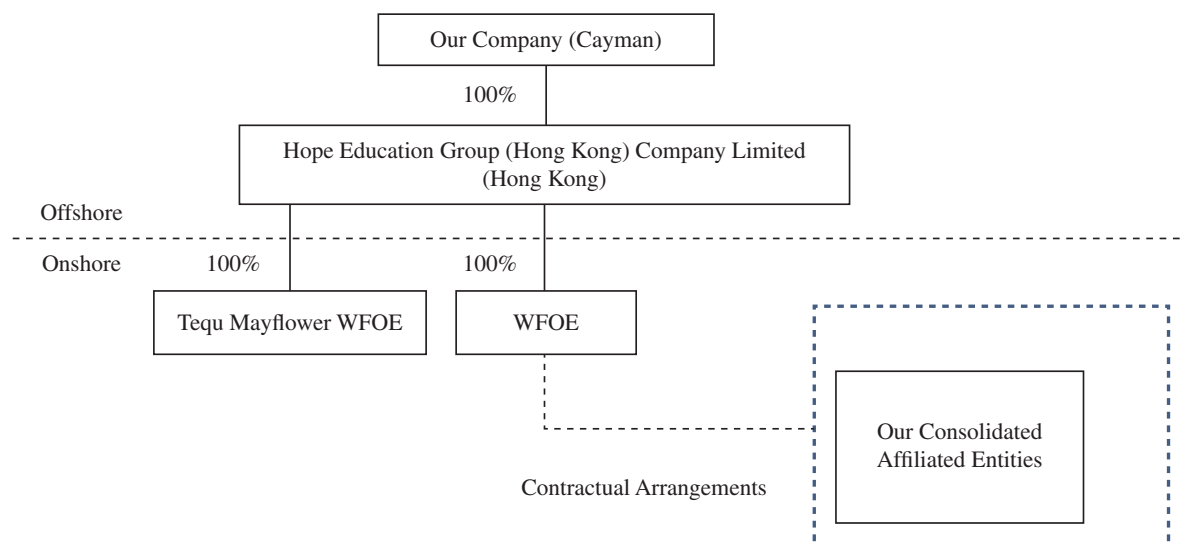 Our Company (Cayman)
100%
Hope Education Group (Hong Kong) Company Limited
(Hong Kong)
Offshore
Onshore
100%
100%
Tequ Mayflower WFOE
WFOE
Our Consolidated
Affiliated Entities
Contractual Arrangements